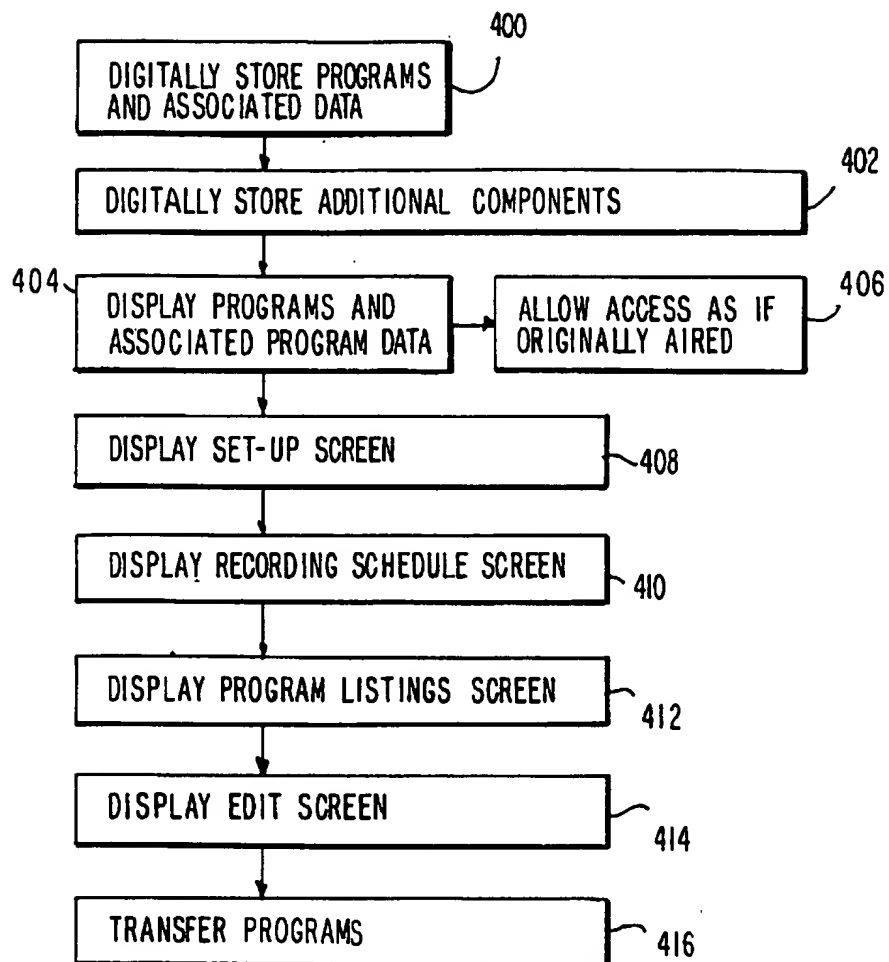 400
DIGITALLY STORE PROGRAMS
AND ASSOCIATED DATA
402
DIGITALLY STORE ADDITIONAL COMPONENTS
404
DISPLAY PROGRAMS AND
ASSOCIATED PROGRAM DATA
406
ALLOW ACCESS AS IF
ORIGINALLY AIRED
DISPLAY SET-UP SCREEN
408
DISPLAY RECORDING SCHEDULE SCREEN
410
DISPLAY PROGRAM LISTINGS SCREEN
412
DISPLAY EDIT SCREEN
414
TRANSFER PROGRAMS
416